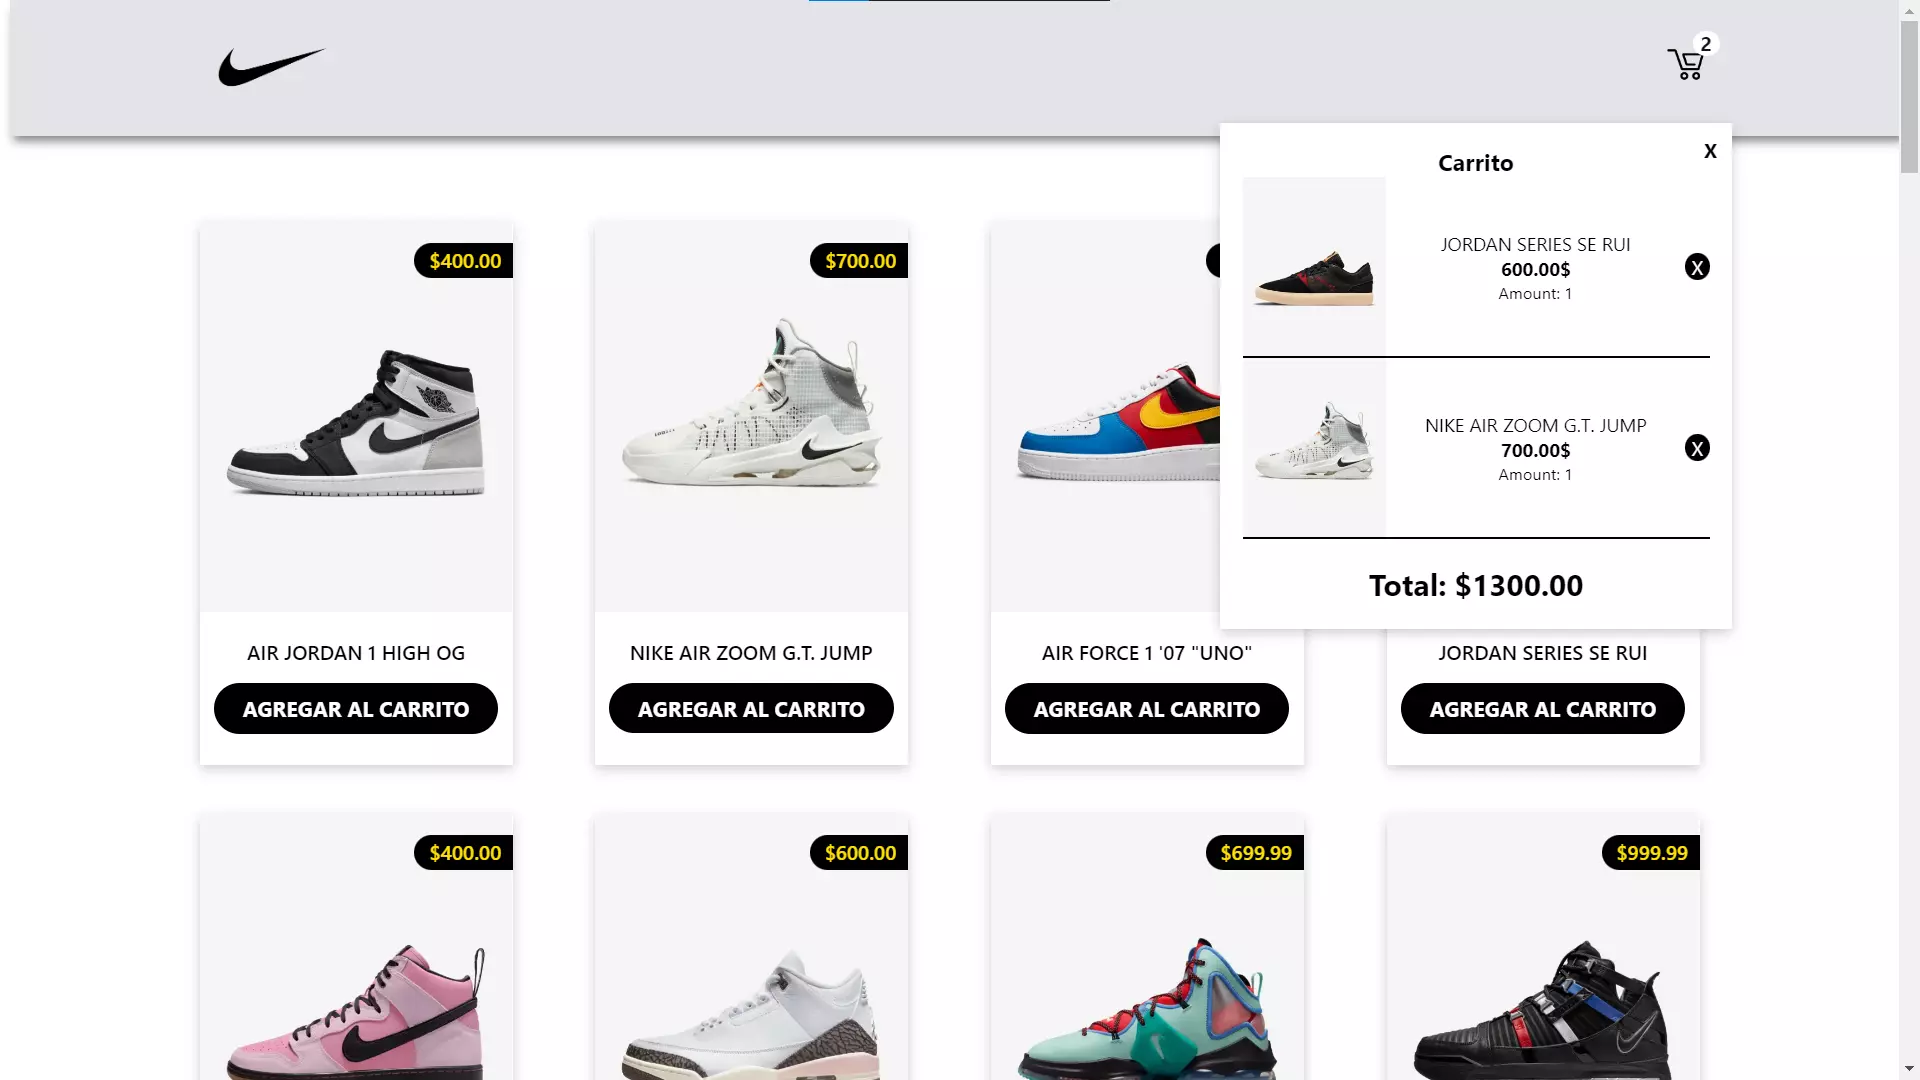 2
Carrito
X
JORDAN SERIES SE RUI
600.00$
Amount: 1
X
NIKE AIR ZOOM G.T. JUMP
700.00$
Amount: 1
X
Total: $1300.00
$400.00
$700.00
AIR JORDAN 1 HIGH OG
NIKE AIR ZOOM G.T. JUMP
AIR FORCE 1 '07 "UNO"
JORDAN SERIES SE RUI
AGREGAR AL CARRITO
AGREGAR AL CARRITO
AGREGAR AL CARRITO
AGREGAR AL CARRITO
$400.00
$600.00
$699.99
$999.99